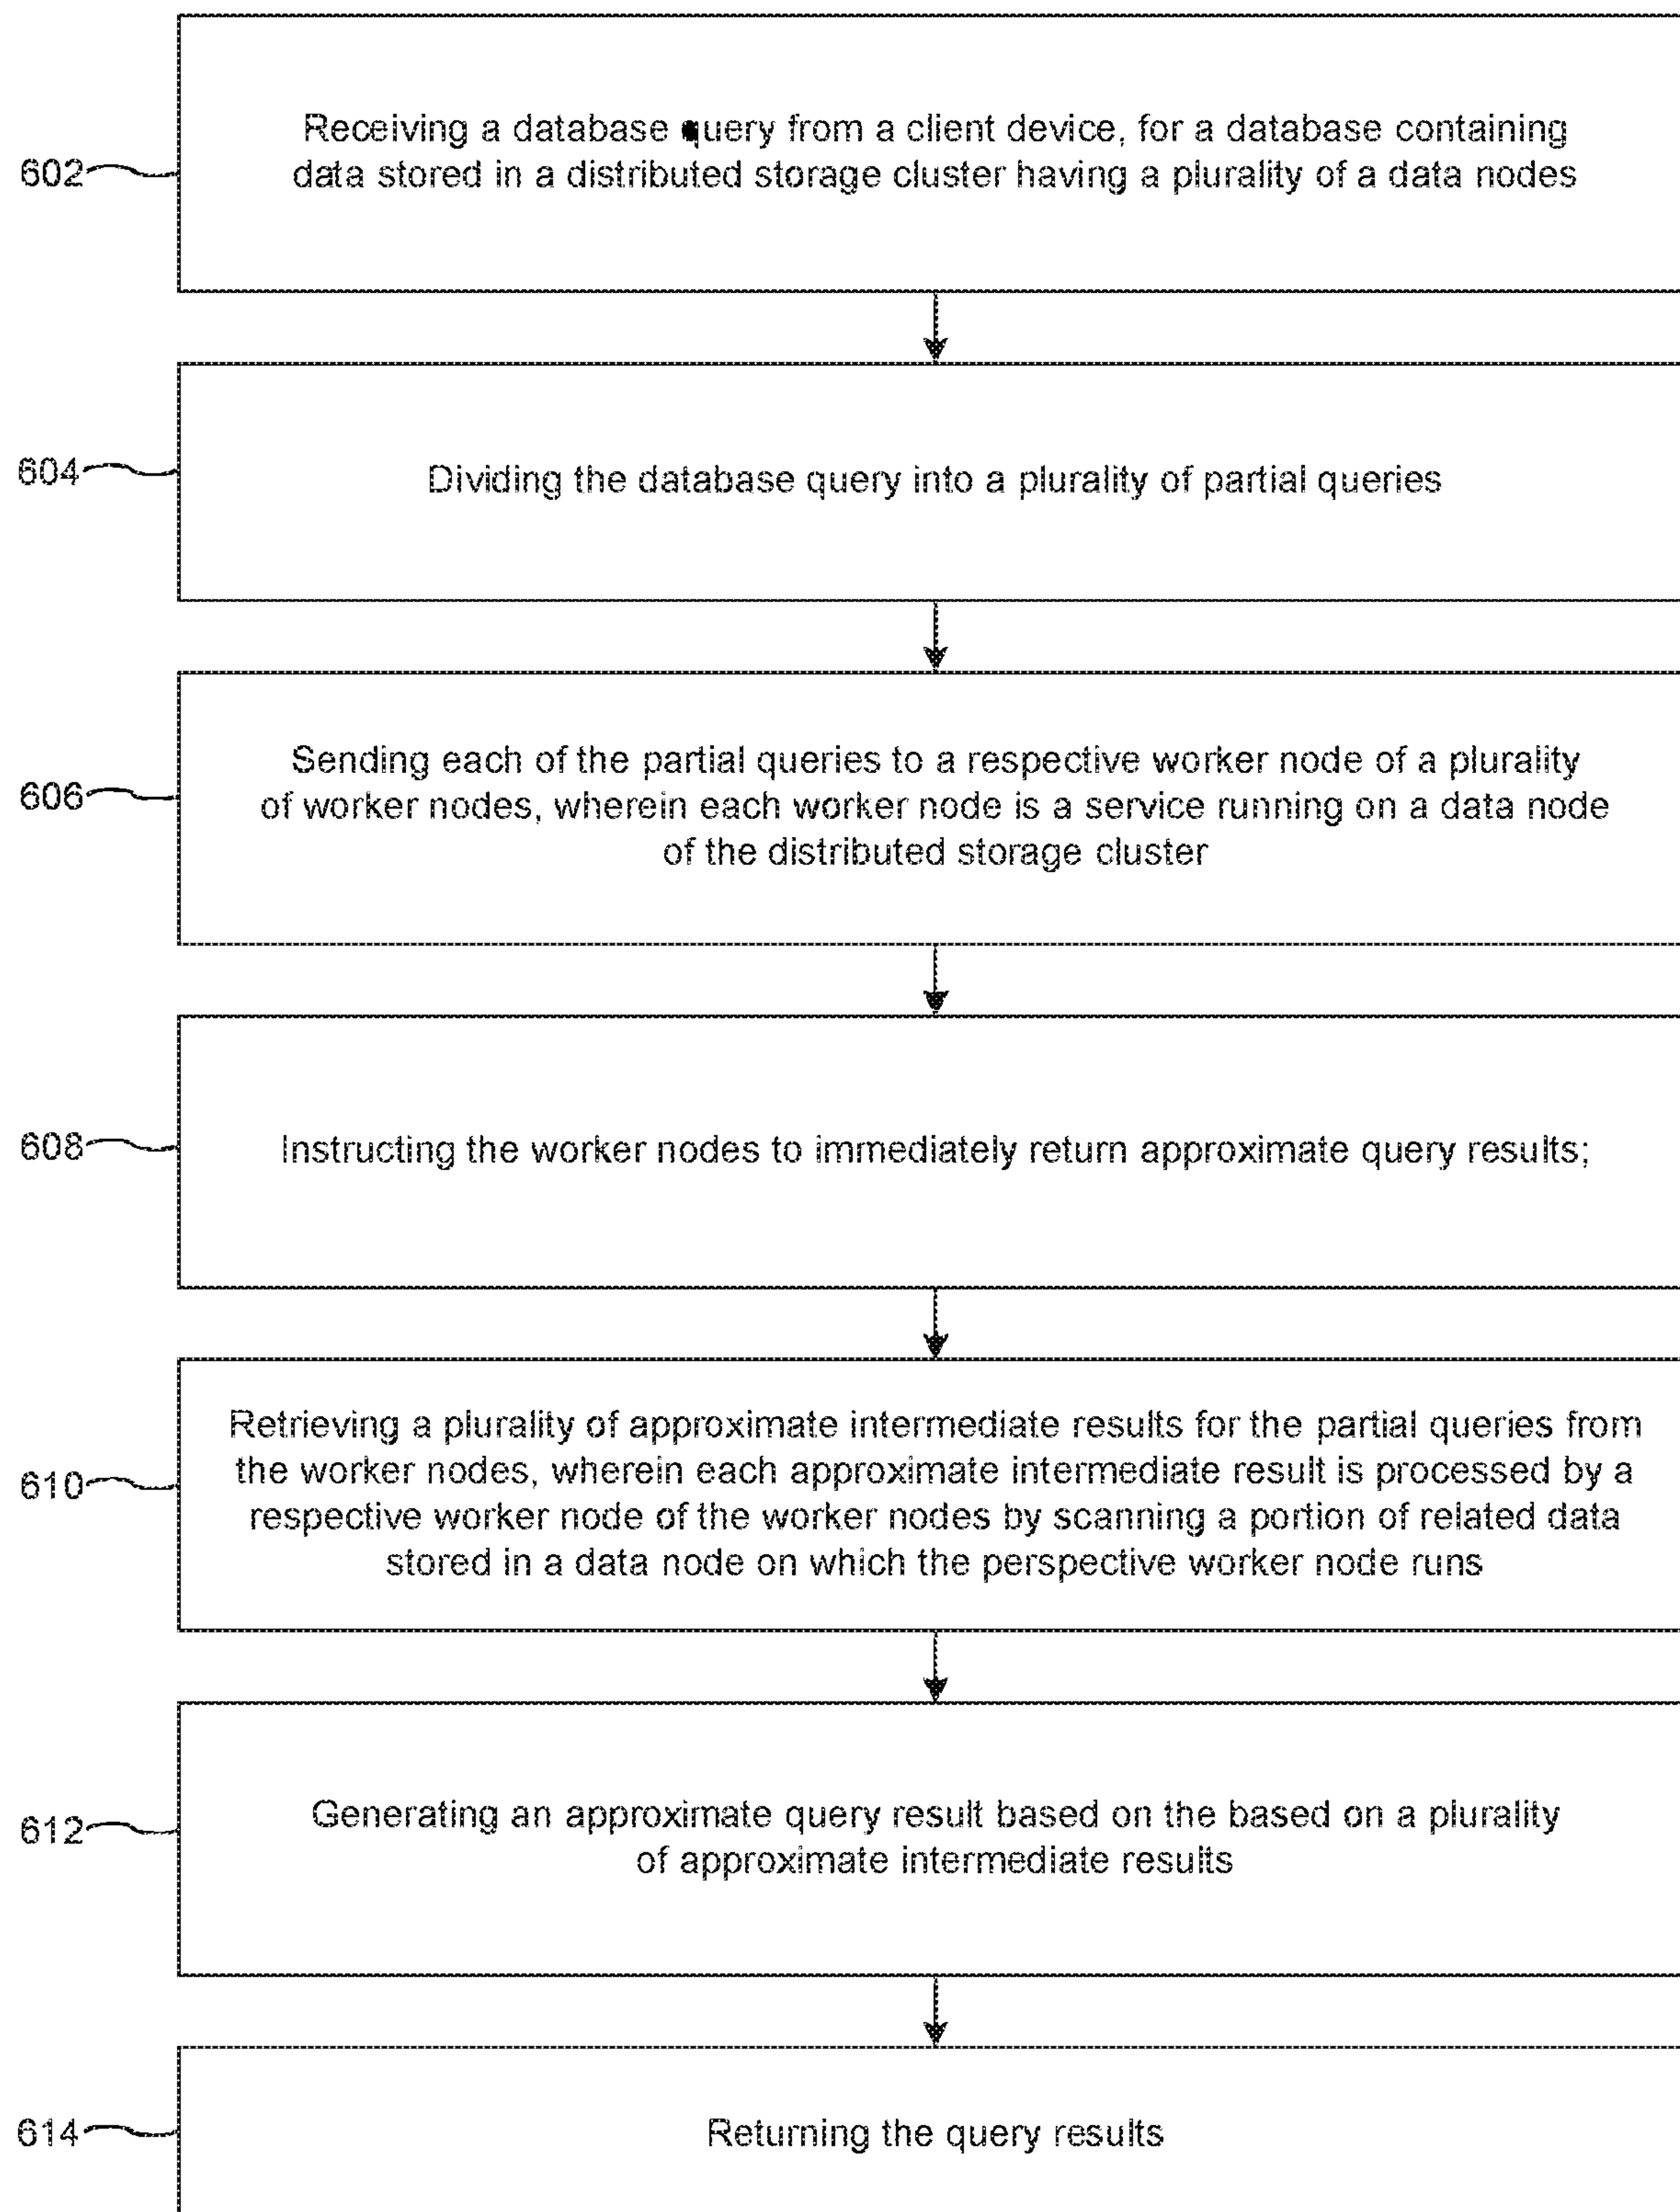 602
Receiving a database query from a client device, for a database containing
data stored in a distributed storage cluster having a plurality of a data nodes
604
Dividing the database query into a plurality of partial queries
606
Sending each of the partial queries to a respective worker node of a plurality
of worker nodes, wherein each worker node is a service running on a data node
of the distributed storage cluster
608
Instructing the worker nodes to immediately return approximate query results;
610
Retrieving a plurality of approximate intermediate results for the partial queries from
the worker nodes, wherein each approximate intermediate result is processed by a
respective worker node of the worker nodes by scanning a portion of related data
stored in a data node on which the perspective worker node runs
612
Generating an approximate query result based on the based on a plurality
of approximate intermediate results
614
Returning the query results